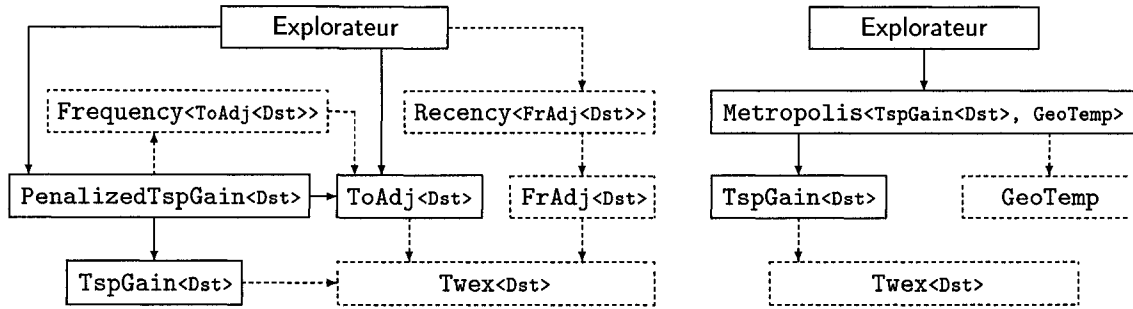 Explorateur
Explorateur
Frequency<ToAdj<Dst>>
Recency<FrAdj<Dst>>
Metropolis<TspGain<Dst>, GeoTemp>
PenalizedTspGain<Dst>
ToAdj<Dst>
FrAdj<Dst>
TspGain<Dst>
GeoTemp
TspGain<Dst>
Twex<Dst>
Twex<Dst>